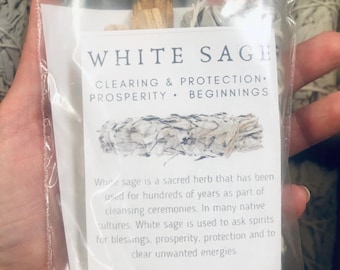 WHITE SAGE
CLEARING & PROTECTION•
PROSPERITY • BEGINNINGS
White sage is a sacred herb that has been
used for hundreds of years as part of
cleansing ceremonies. In many native
cultures. White sage is used to ask spirits
for blessings, prosperity, protection and to
clear unwanted energies